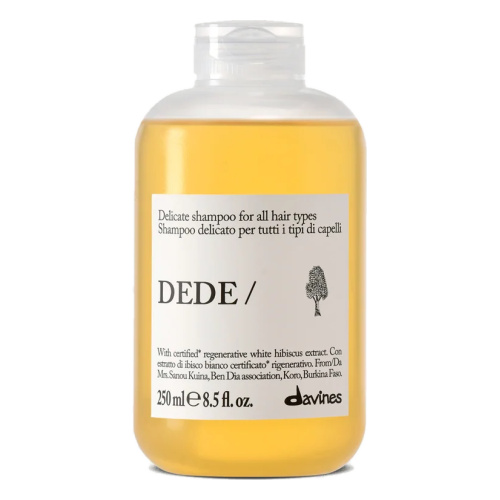 Delicate shampoo for all hair types
Shampoo delicato per tutti i tipi di capelli
DEDE /
With certified* regenerative white hibiscus extract. Con
estratto di ibisco bianco certificato* rigenerativo. From/Da
Mrs. Sanou Kuina, Ben Dia association, Koro, Burkina Faso.
250 ml ℮ 8.5 fl. oz.
davines